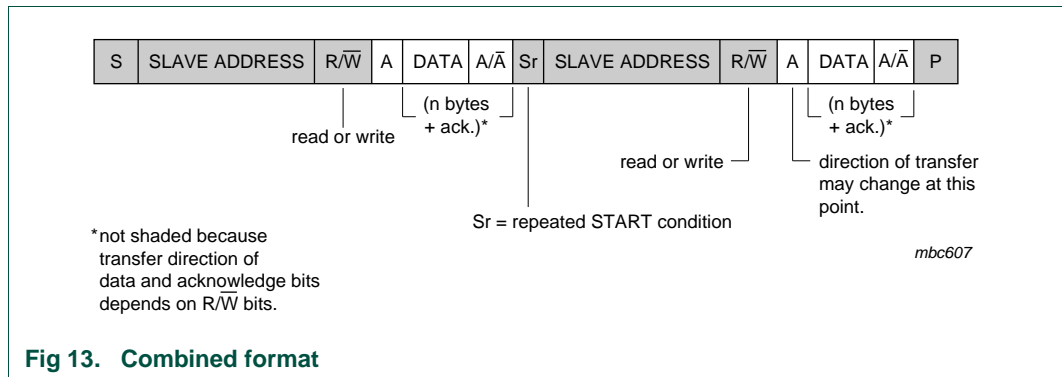 S SLAVE ADDRESS R/W̅ A DATA A/A̅ Sr SLAVE ADDRESS R/W̅ A DATA A/A̅ P
(n bytes
+ ack.)*
(n bytes
+ ack.)*
read or write
read or write
direction of transfer
may change at this
point.
Sr = repeated START condition
*not shaded because
transfer direction of
data and acknowledge bits
depends on R/W̅ bits.
mbc607
Fig 13. Combined format